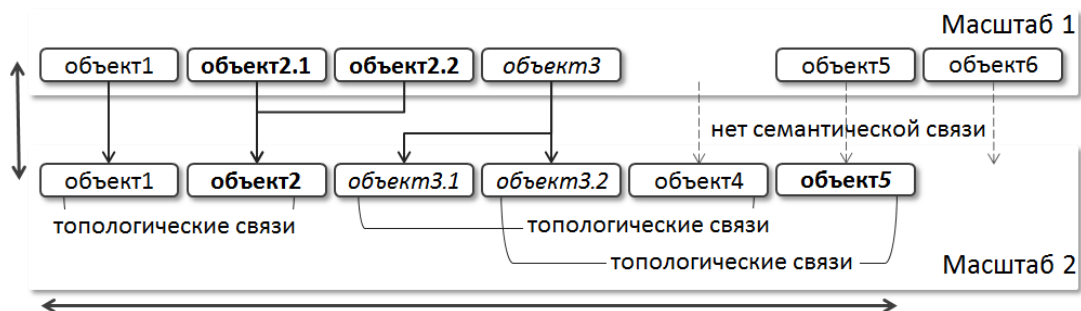 Масштаб 1
объект1 объект2.1 объект2.2 объект3 объект5 объект6
нет семантической связи
объект1 объект2 объект3.1 объект3.2 объект4 объект5
топологические связи топологические связи
топологические связи
Масштаб 2